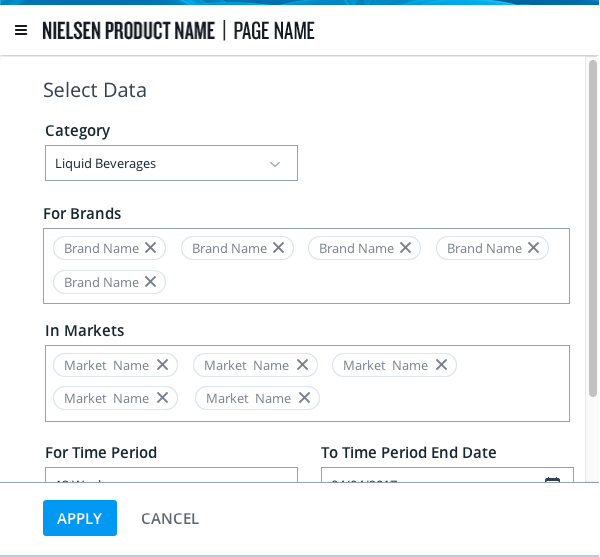 NIELSEN PRODUCT NAME | PAGE NAME
Select Data
Category
Liquid Beverages
For Brands
Brand Name Brand Name Brand Name Brand Name
Brand Name
In Markets
Market Name Market Name Market Name
Market Name Market Name
For Time Period To Time Period End Date
APPLY CANCEL